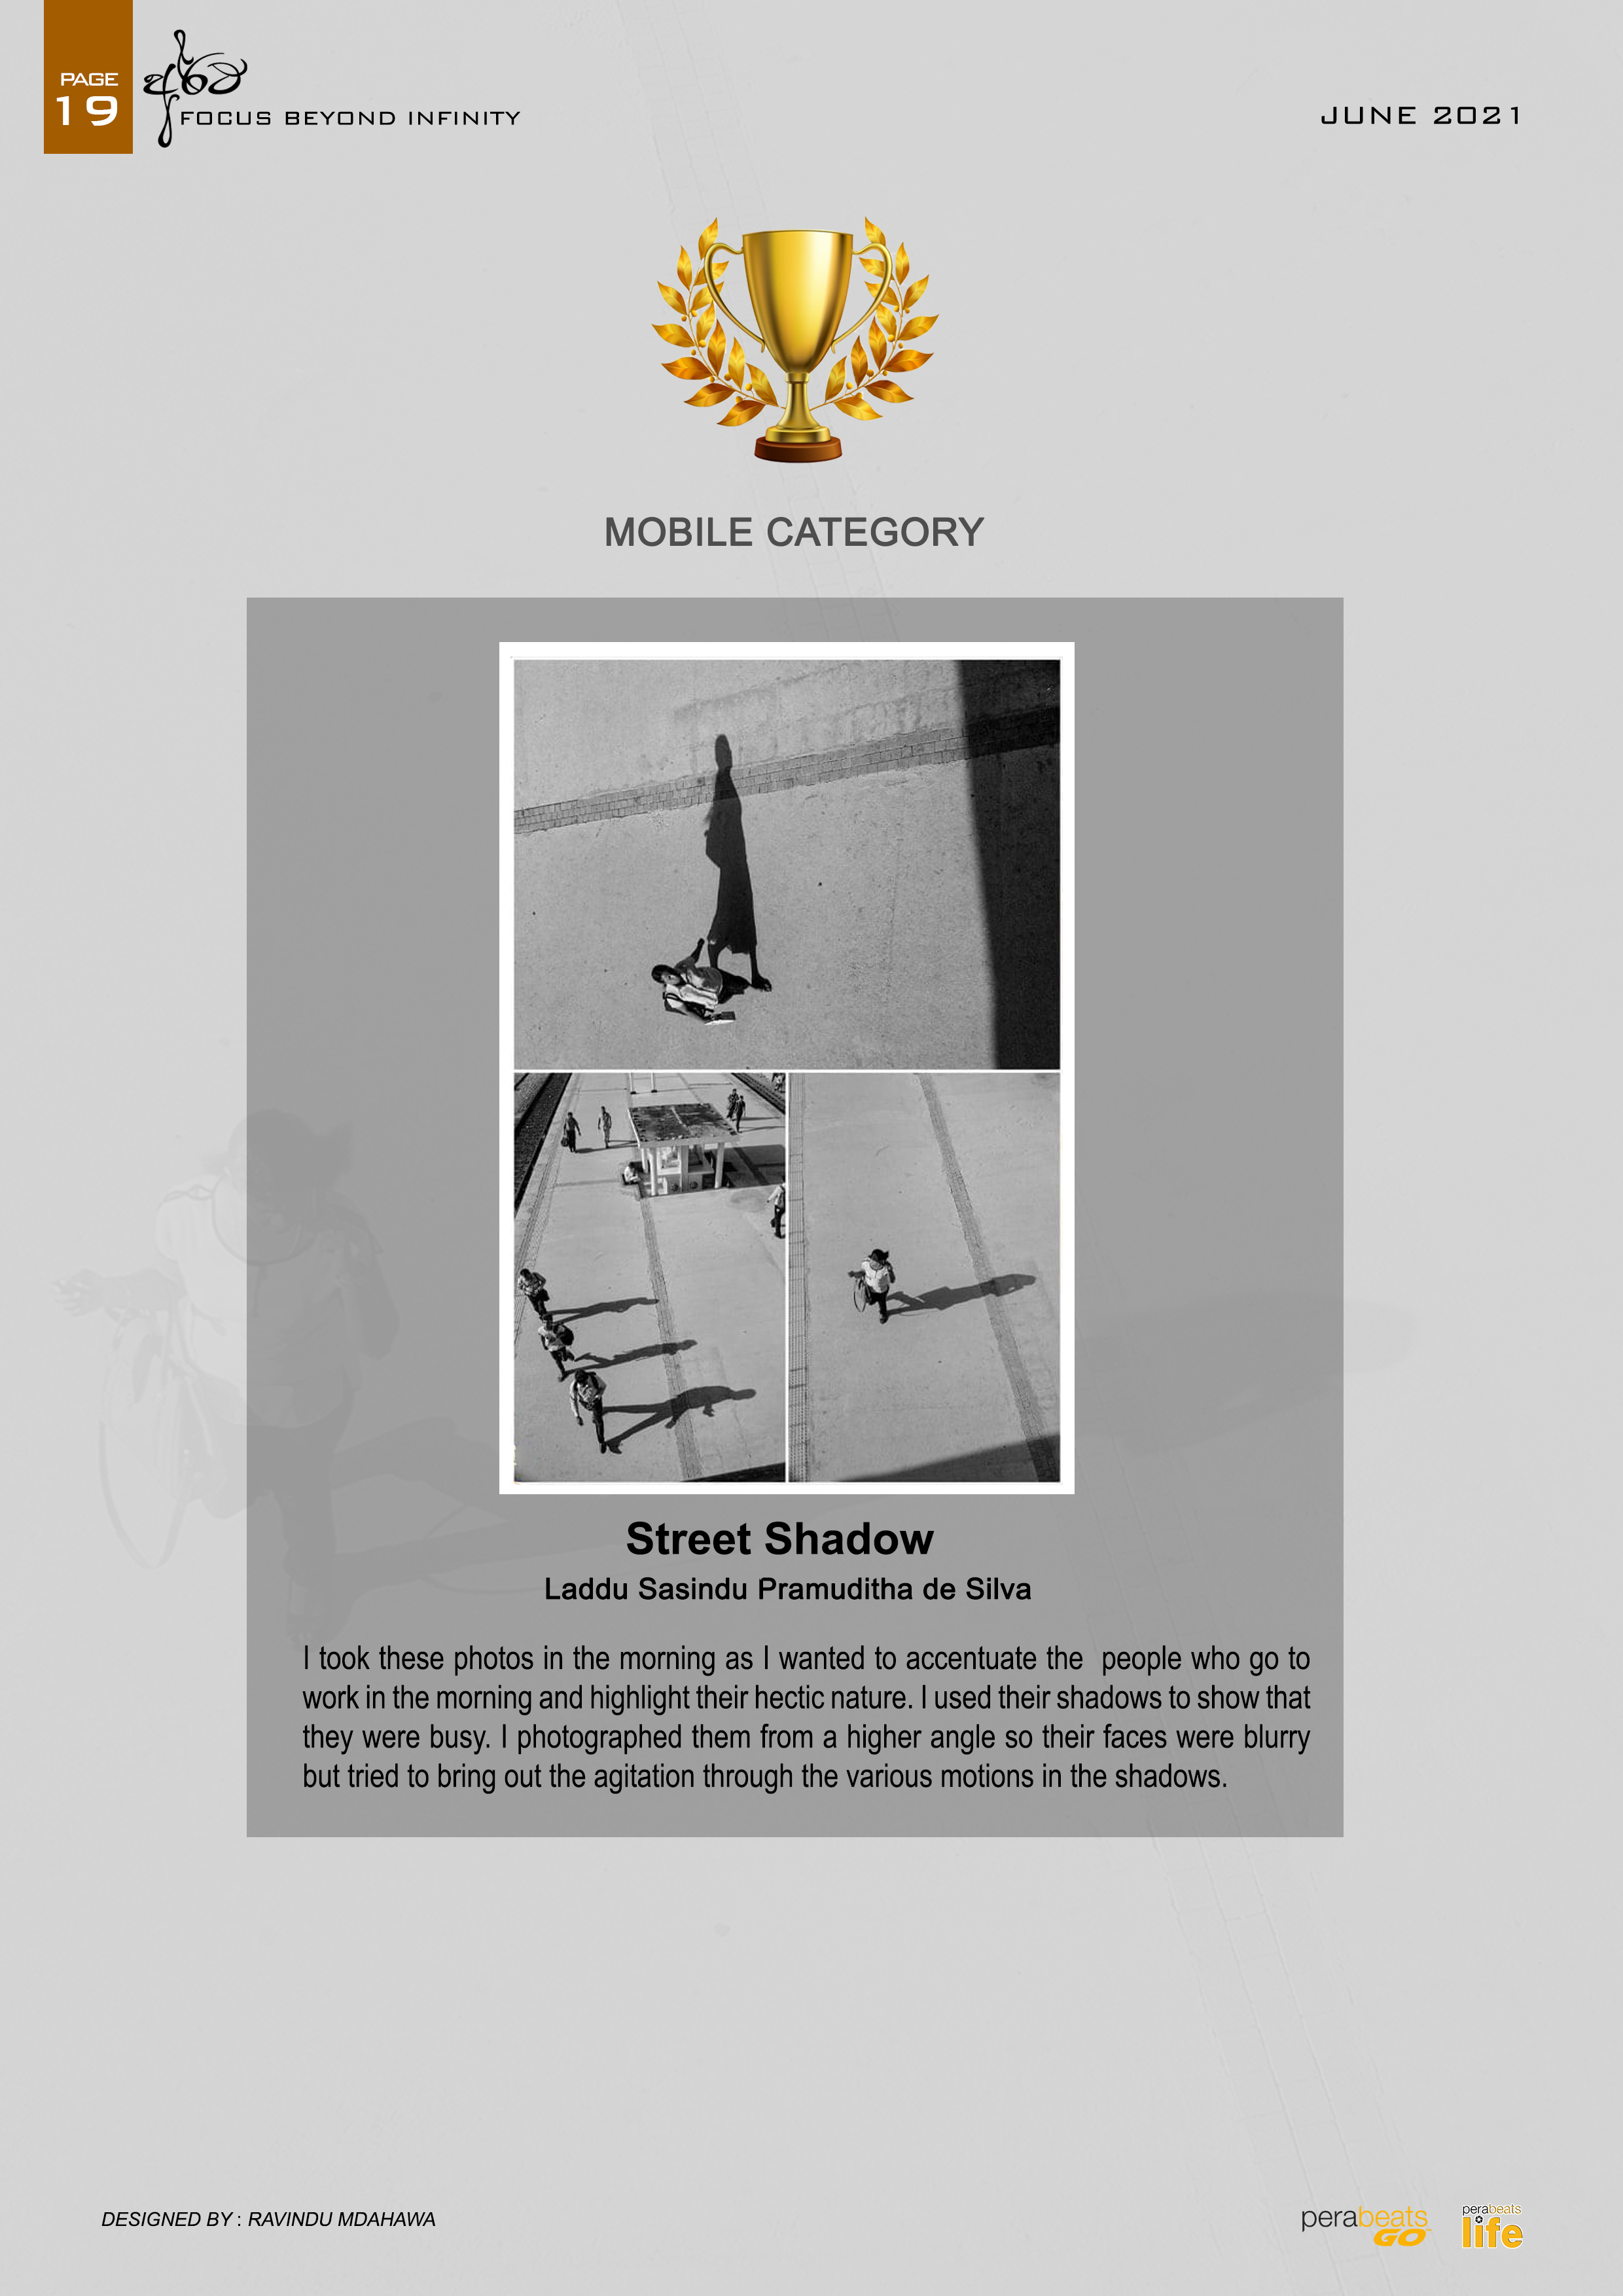 PAGE
19
FOCUS BEYOND INFINITY
JUNE 2021
MOBILE CATEGORY
Street Shadow
Laddu Sasindu Pramuditha de Silva
I took these photos in the morning as I wanted to accentuate the people who go to
work in the morning and highlight their hectic nature. I used their shadows to show that
they were busy. I photographed them from a higher angle so their faces were blurry
but tried to bring out the agitation through the various motions in the shadows.
DESIGNED BY : RAVINDU MDAHAWA
perabeats
GO
perabeats
life